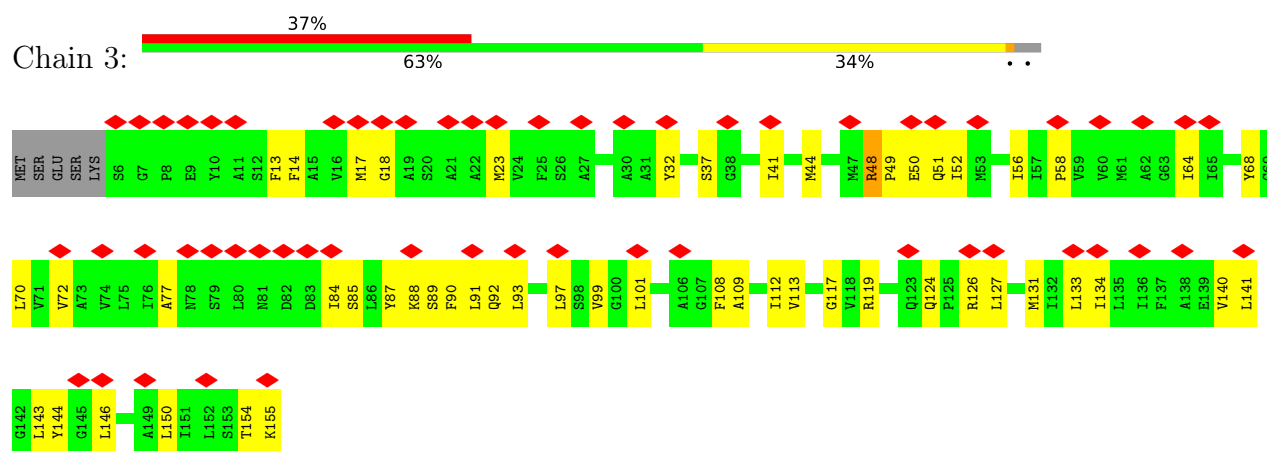 37%
Chain 3:
63% 34% • •
MET SER GLU SER LYS S6 G7 P8 E9 Y10 A11 S12 F13 F14 A15 V16 M17 G18 A19 S20 A21 A22 M23 V24 F25 S26 A27 A30 A31 Y32 S37 G38 I41 M44 M47 R48 P49 E50 Q51 I52 M53 I56 I57 P58 V59 V60 M61 A62 G63 I64 I65 Y68
L70 V71 V72 A73 V74 L75 I76 A77 N78 S79 L80 N81 D82 D83 I84 S85 L86 Y87 K88 S89 F90 L91 Q92 L93 L97 S98 V99 G100 L101 A106 G107 F108 A109 I112 V113 G117 V118 R119 Q123 Q124 P125 R126 L127 M131 I132 L133 I134 L135 I136 F137 A138 E139 V140 L141
G142 L143 Y144 G145 L146 A149 L150 I151 L152 S153 T154 K155